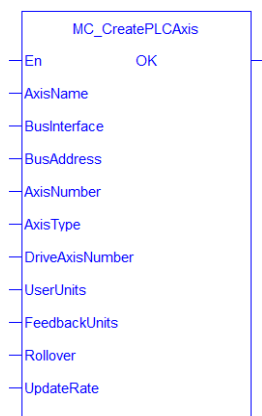 MC_CreatePLCAxis
En OK
AxisName
BusInterface
BusAddress
AxisNumber
AxisType
DriveAxisNumber
UserUnits
FeedbackUnits
Rollover
UpdateRate